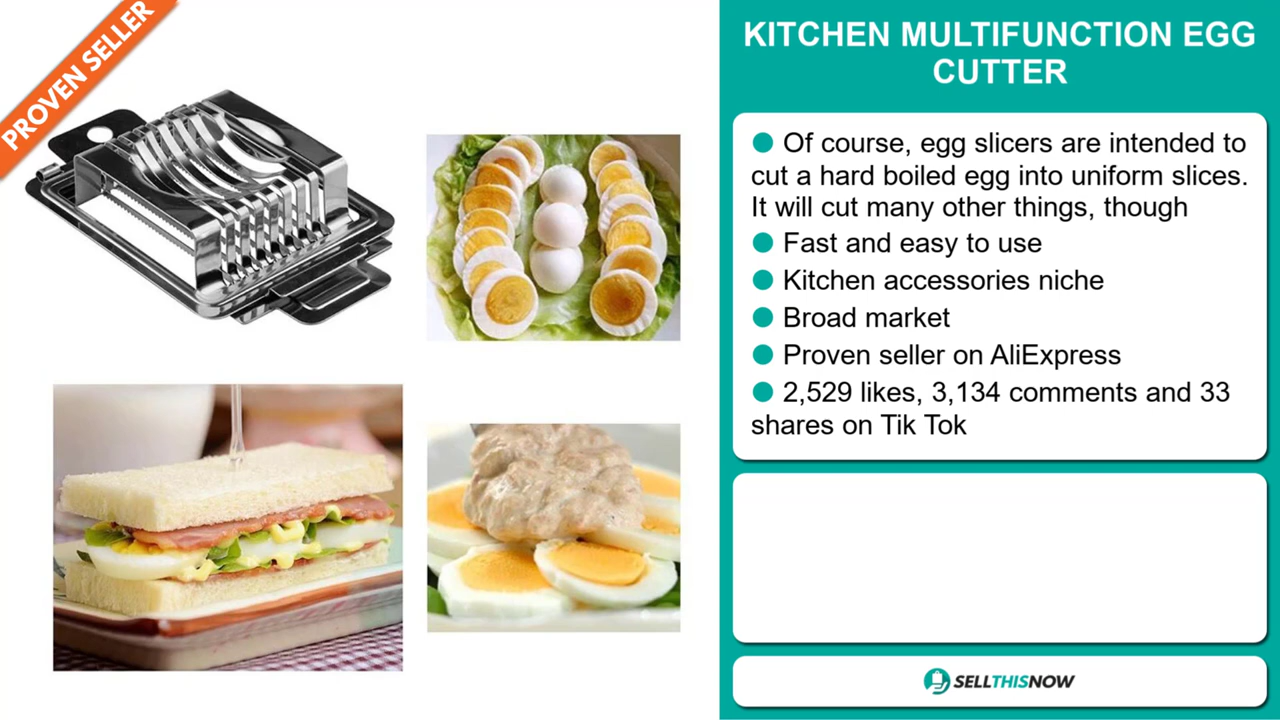 PROVEN SELLER
KITCHEN MULTIFUNCTION EGG
CUTTER
● Of course, egg slicers are intended to
cut a hard boiled egg into uniform slices.
It will cut many other things, though
● Fast and easy to use
● Kitchen accessories niche
● Broad market
● Proven seller on AliExpress
● 2,529 likes, 3,134 comments and 33
shares on Tik Tok
SELLTHISNOW